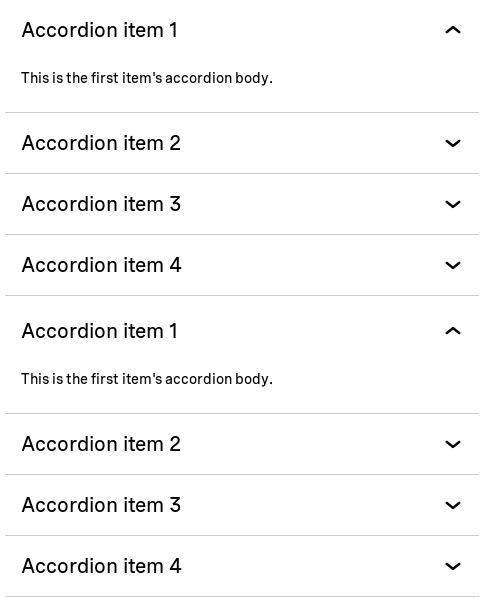 Accordion item 1
This is the first item's accordion body.
Accordion item 2
Accordion item 3
Accordion item 4
Accordion item 1
This is the first item's accordion body.
Accordion item 2
Accordion item 3
Accordion item 4